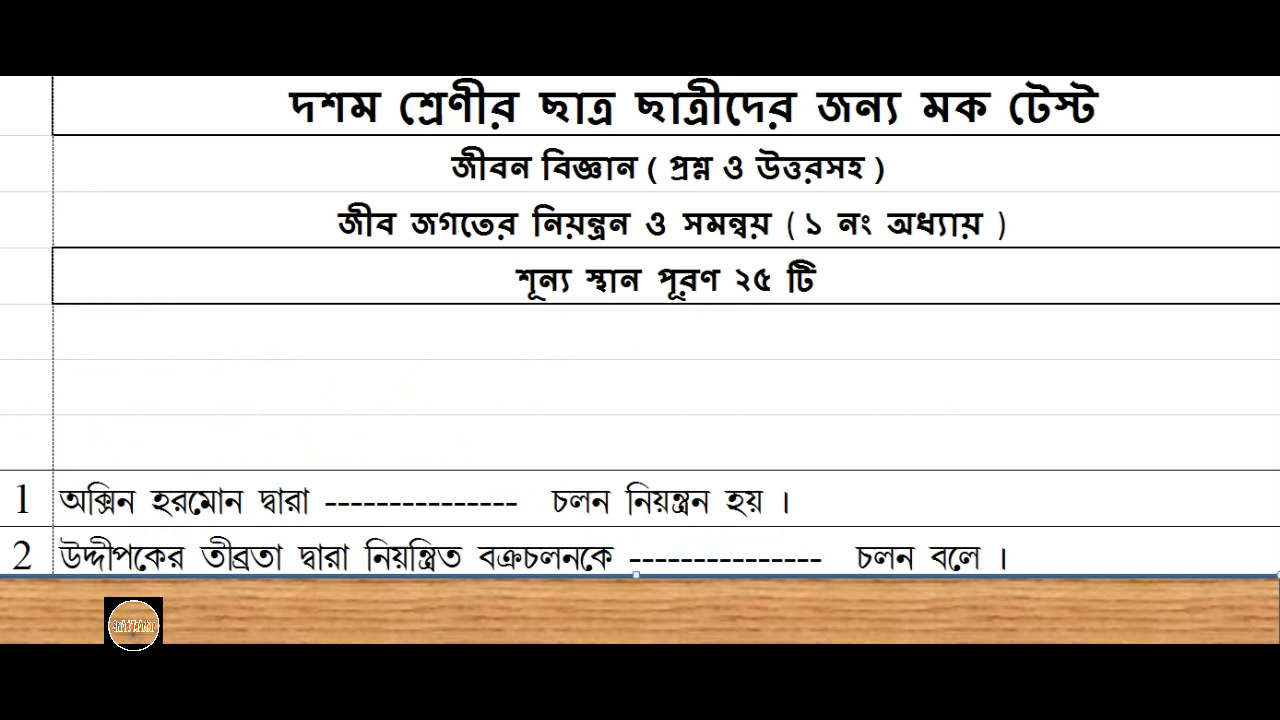 দশম শ্রেণীর ছাত্র ছাত্রীদের জন্য মক টেস্ট
জীবন বিজ্ঞান ( প্রশ্ন ও উত্তরসহ )
জীব জগতের নিয়ন্ত্রন ও সমন্বয় ( ১ নং অধ্যায় )
শূন্য স্থান পূরণ ২৫ টি
1 অক্সিন হরমোন দ্বারা --------------- চলন নিয়ন্ত্রন হয় ।
2 উদ্দীপকের তীব্রতা দ্বারা নিয়ন্ত্রিত বক্রচলনকে --------------- চলন বলে ।